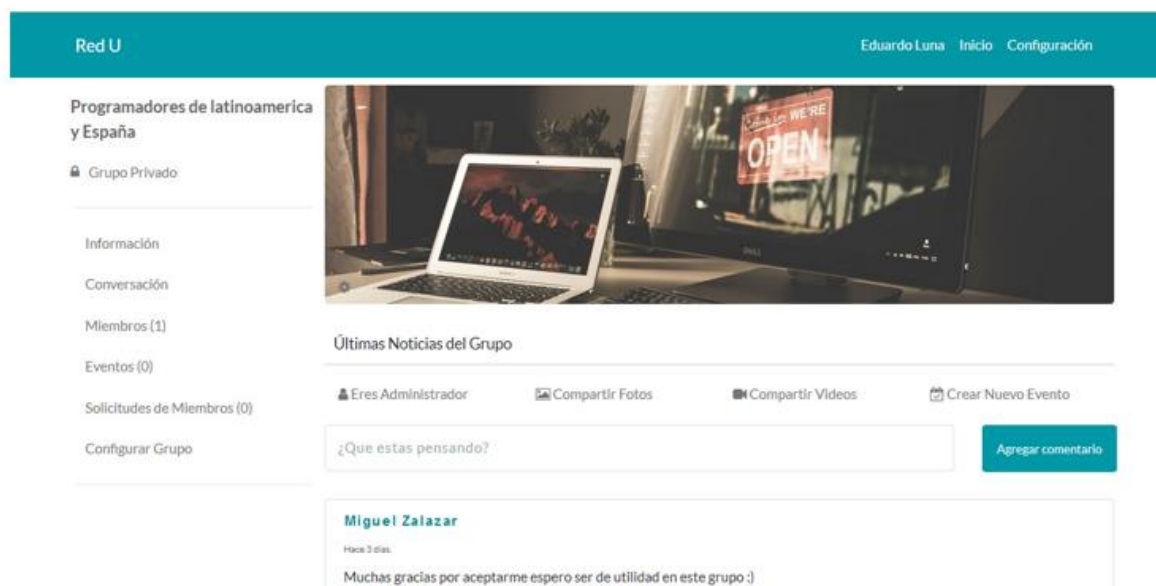 Red U
Eduardo Luna Inicio Configuración
Programadores de latinoamerica
y España
Grupo Privado
Información
Conversación
Miembros (1)
Eventos (0)
Solicitudes de Miembros (0)
Configurar Grupo
WE'RE
OPEN
Últimas Noticias del Grupo
Eres Administrador Compartir Fotos Compartir Videos Crear Nuevo Evento
¿Que estas pensando? Agregar comentario
Miguel Zalazar
Hace 3 días.
Muchas gracias por aceptarme espero ser de utilidad en este grupo :)